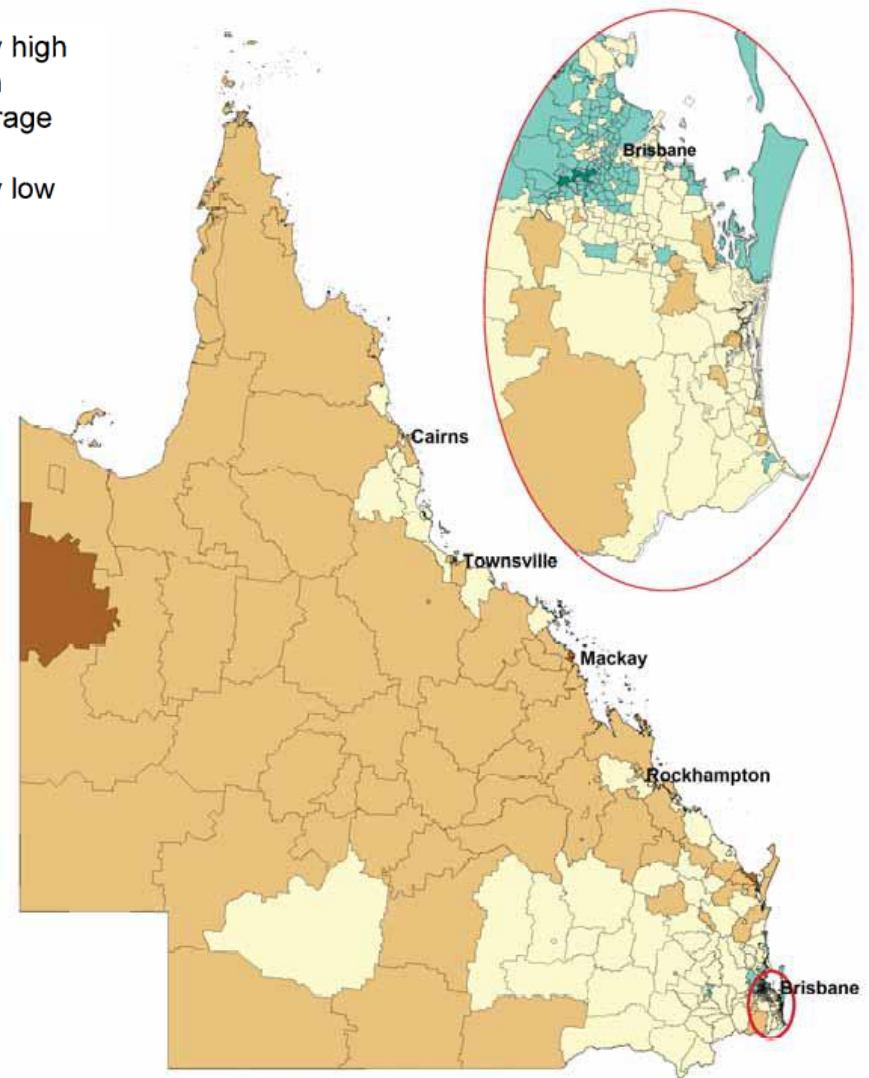 y high
rage
y low
Brisbane
Cairns
Townsville
Mackay
Rockhampton
Brisbane